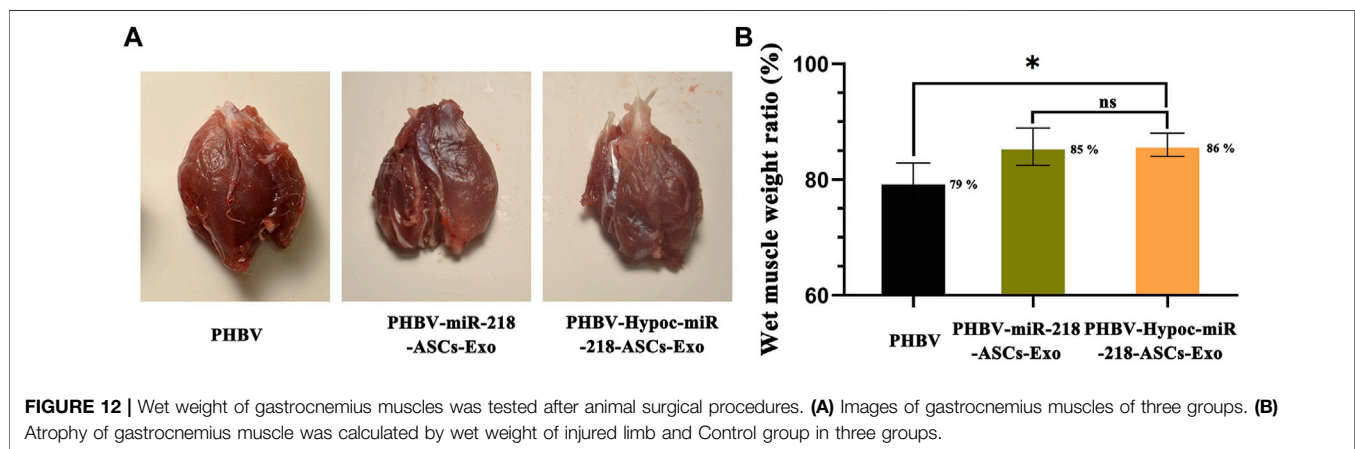 A
PHBV
PHBV-miR-218
-ASCs-Exo
PHBV-Hypoc-miR
-218-ASCs-Exo
B
Wet muscle weight ratio (%)
100
80
60
*
ns
79 %
85 %
86 %
PHBV
PHBV-miR-218
-ASCs-Exo
PHBV-Hypoc-miR
-218-ASCs-Exo
FIGURE 12 | Wet weight of gastrocnemius muscles was tested after animal surgical procedures. (A) Images of gastrocnemius muscles of three groups. (B)
Atrophy of gastrocnemius muscle was calculated by wet weight of injured limb and Control group in three groups.